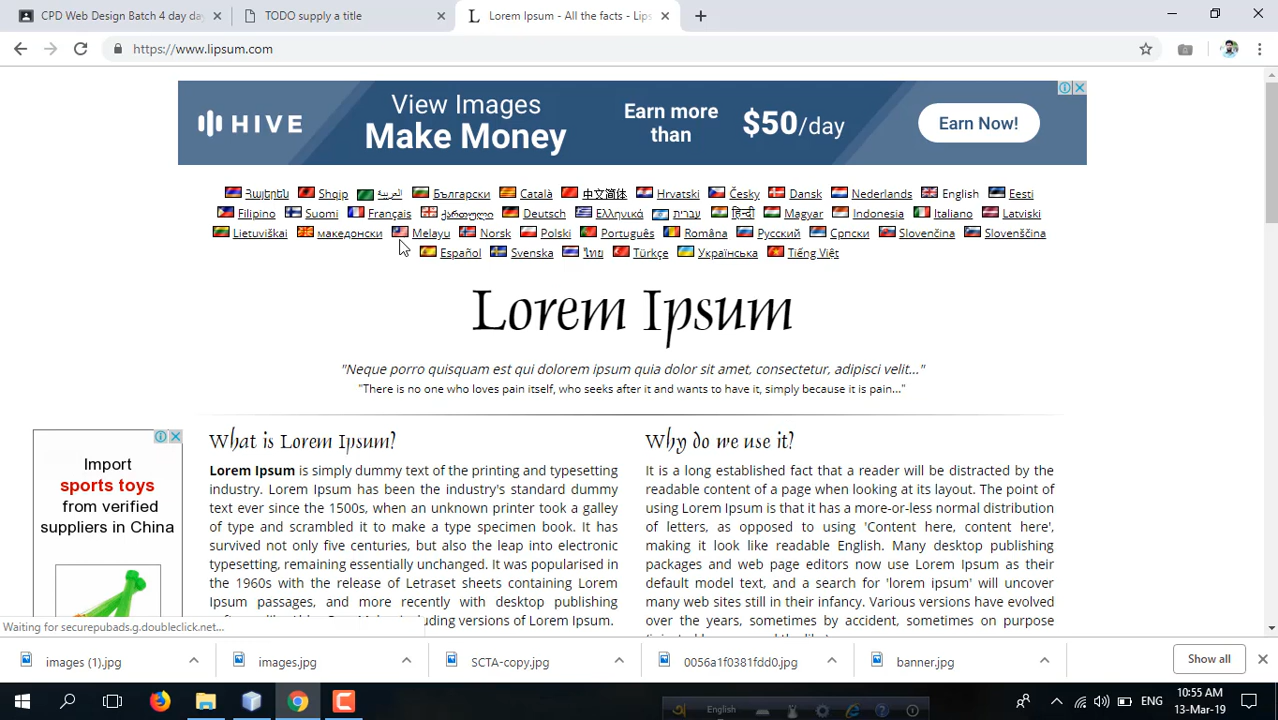 CPD Web Design Batch 4 day day
TODO supply a title
Lorem Ipsum - All the facts - Lips
https://www.lipsum.com
HIVE
View Images
Make Money
Earn more
than
$50/day
Earn Now!
Հայերեն Shqip العربية Български Català 中文简体 Hrvatski Česky Dansk Nederlands English Eesti
Filipino Suomi Français ქართული Deutsch Ελληνικά עברית हिन्दी Magyar Indonesia Italiano Latviski
Lietuviškai македонски Melayu Norsk Polski Português Româna Pyccкий Српски Slovenčina Slovenščina
Español Svenska ไทย Türkçe Українська Tiếng Việt
Lorem Ipsum
"Neque porro quisquam est qui dolorem ipsum quia dolor sit amet, consectetur, adipisci velit..."
"There is no one who loves pain itself, who seeks after it and wants to have it, simply because it is pain..."
Import
sports toys
from verified
suppliers in China
What is Lorem Ipsum?
Lorem Ipsum is simply dummy text of the printing and typesetting
industry. Lorem Ipsum has been the industry's standard dummy
text ever since the 1500s, when an unknown printer took a galley
of type and scrambled it to make a type specimen book. It has
survived not only five centuries, but also the leap into electronic
typesetting, remaining essentially unchanged. It was popularised in
the 1960s with the release of Letraset sheets containing Lorem
Ipsum passages, and more recently with desktop publishing
including versions of Lorem Ipsum.
Why do we use it?
It is a long established fact that a reader will be distracted by the
readable content of a page when looking at its layout. The point of
using Lorem Ipsum is that it has a more-or-less normal distribution
of letters, as opposed to using 'Content here, content here',
making it look like readable English. Many desktop publishing
packages and web page editors now use Lorem Ipsum as their
default model text, and a search for 'lorem ipsum' will uncover
many web sites still in their infancy. Various versions have evolved
over the years, sometimes by accident, sometimes on purpose
Waiting for securepubads.g.doubleclick.net...
images (1).jpg
images.jpg
SCTA-copy.jpg
0056a1f0381fdd0.jpg
banner.jpg
Show all
English
ENG
10:55 AM
13-Mar-19